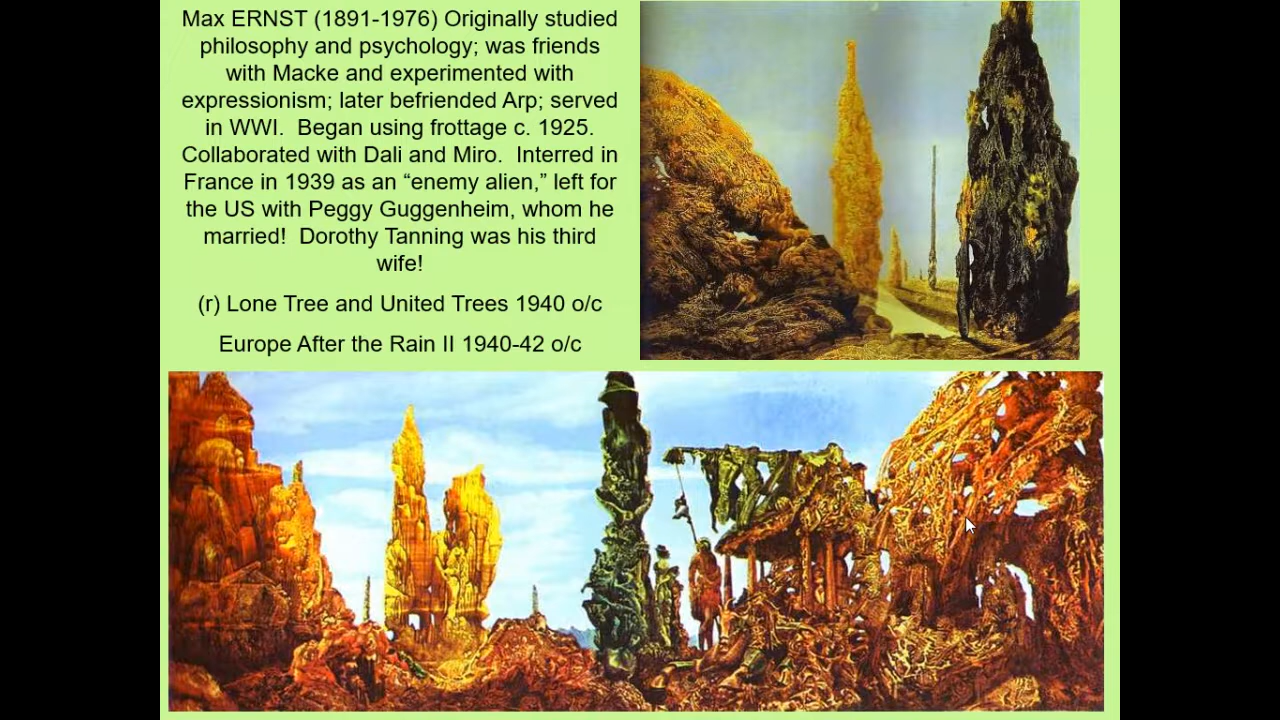 Max ERNST (1891-1976) Originally studied
philosophy and psychology; was friends
with Macke and experimented with
expressionism; later befriended Arp; served
in WWI.  Began using frottage c. 1925.
Collaborated with Dali and Miro.  Interred in
France in 1939 as an “enemy alien,” left for
the US with Peggy Guggenheim, whom he
married!  Dorothy Tanning was his third
wife!
(r) Lone Tree and United Trees 1940 o/c
Europe After the Rain II 1940-42 o/c